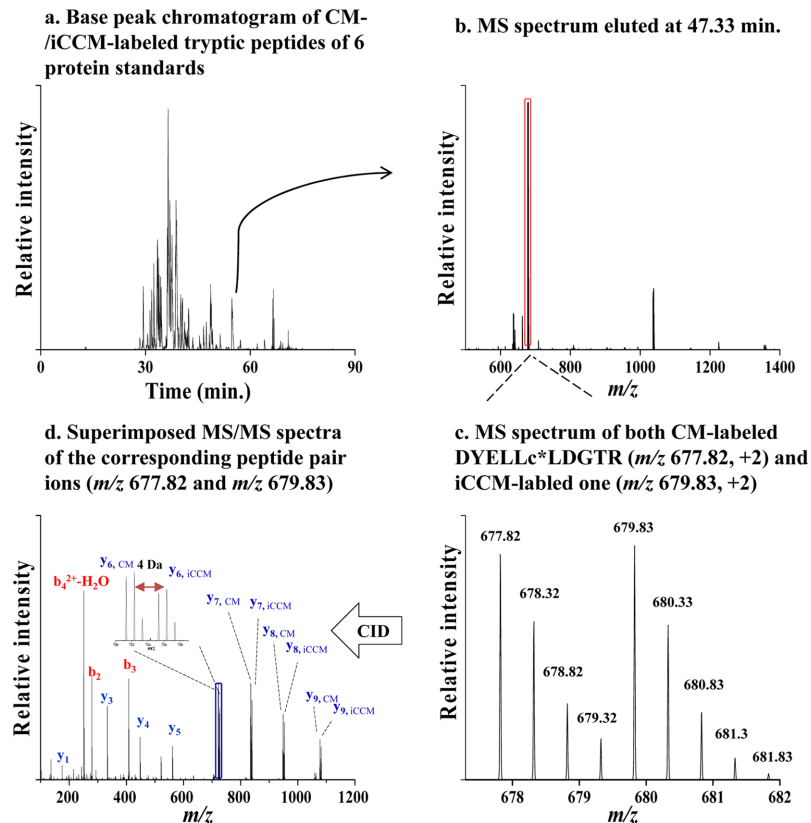 a. Base peak chromatogram of CM-
/iCCM-labeled tryptic peptides of 6
protein standards
Relative intensity
0
30
60
90
Time (min.)
b. MS spectrum eluted at 47.33 min.
Relative intensity
600
800
1000
1200
1400
m/z
d. Superimposed MS/MS spectra
of the corresponding peptide pair
ions (m/z 677.82 and m/z 679.83)
Relative intensity
b4²⁺-H₂O
y6, CM
4 Da
y6, iCCM
y7, CM
y7, iCCM
y8, CM
y8, iCCM
y9, CM
y9, iCCM
CID
b2
b3
y1
y3
y4
y5
200
400
600
800
1000
1200
m/z
c. MS spectrum of both CM-labeled
DYELLc*LDGTR (m/z 677.82, +2) and
iCCM-labled one (m/z 679.83, +2)
Relative intensity
677.82
678.32
678.82
679.32
679.83
680.33
680.83
681.3
681.83
678
679
680
681
682
m/z